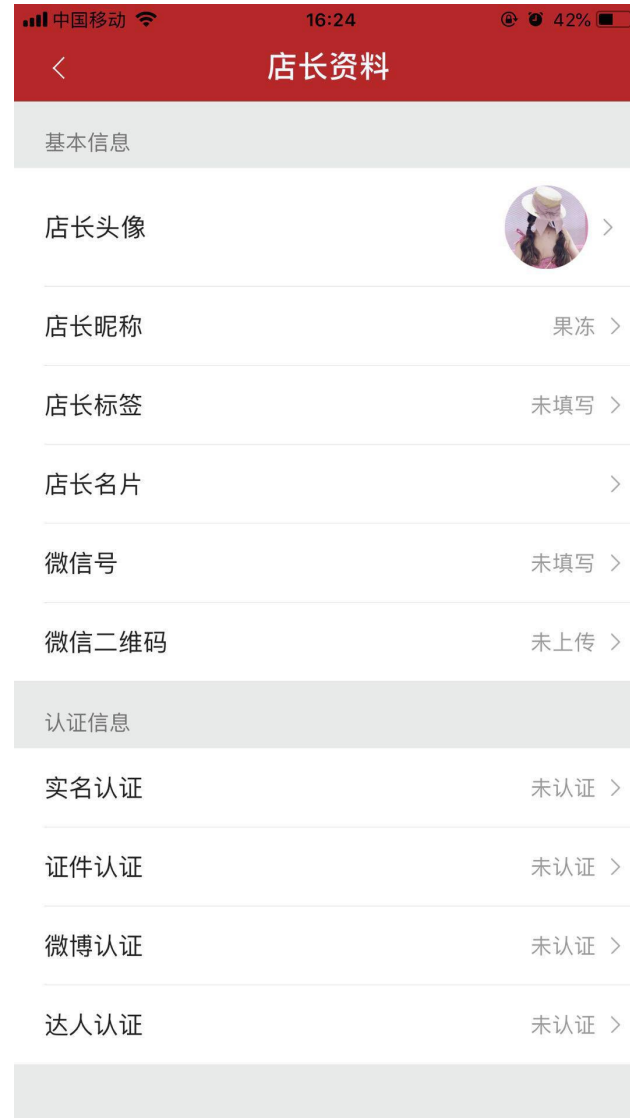 中国移动 16:24 42%
店长资料
基本信息
店长头像
店长昵称 果冻
店长标签 未填写
店长名片
微信号 未填写
微信二维码 未上传
认证信息
实名认证 未认证
证件认证 未认证
微博认证 未认证
达人认证 未认证